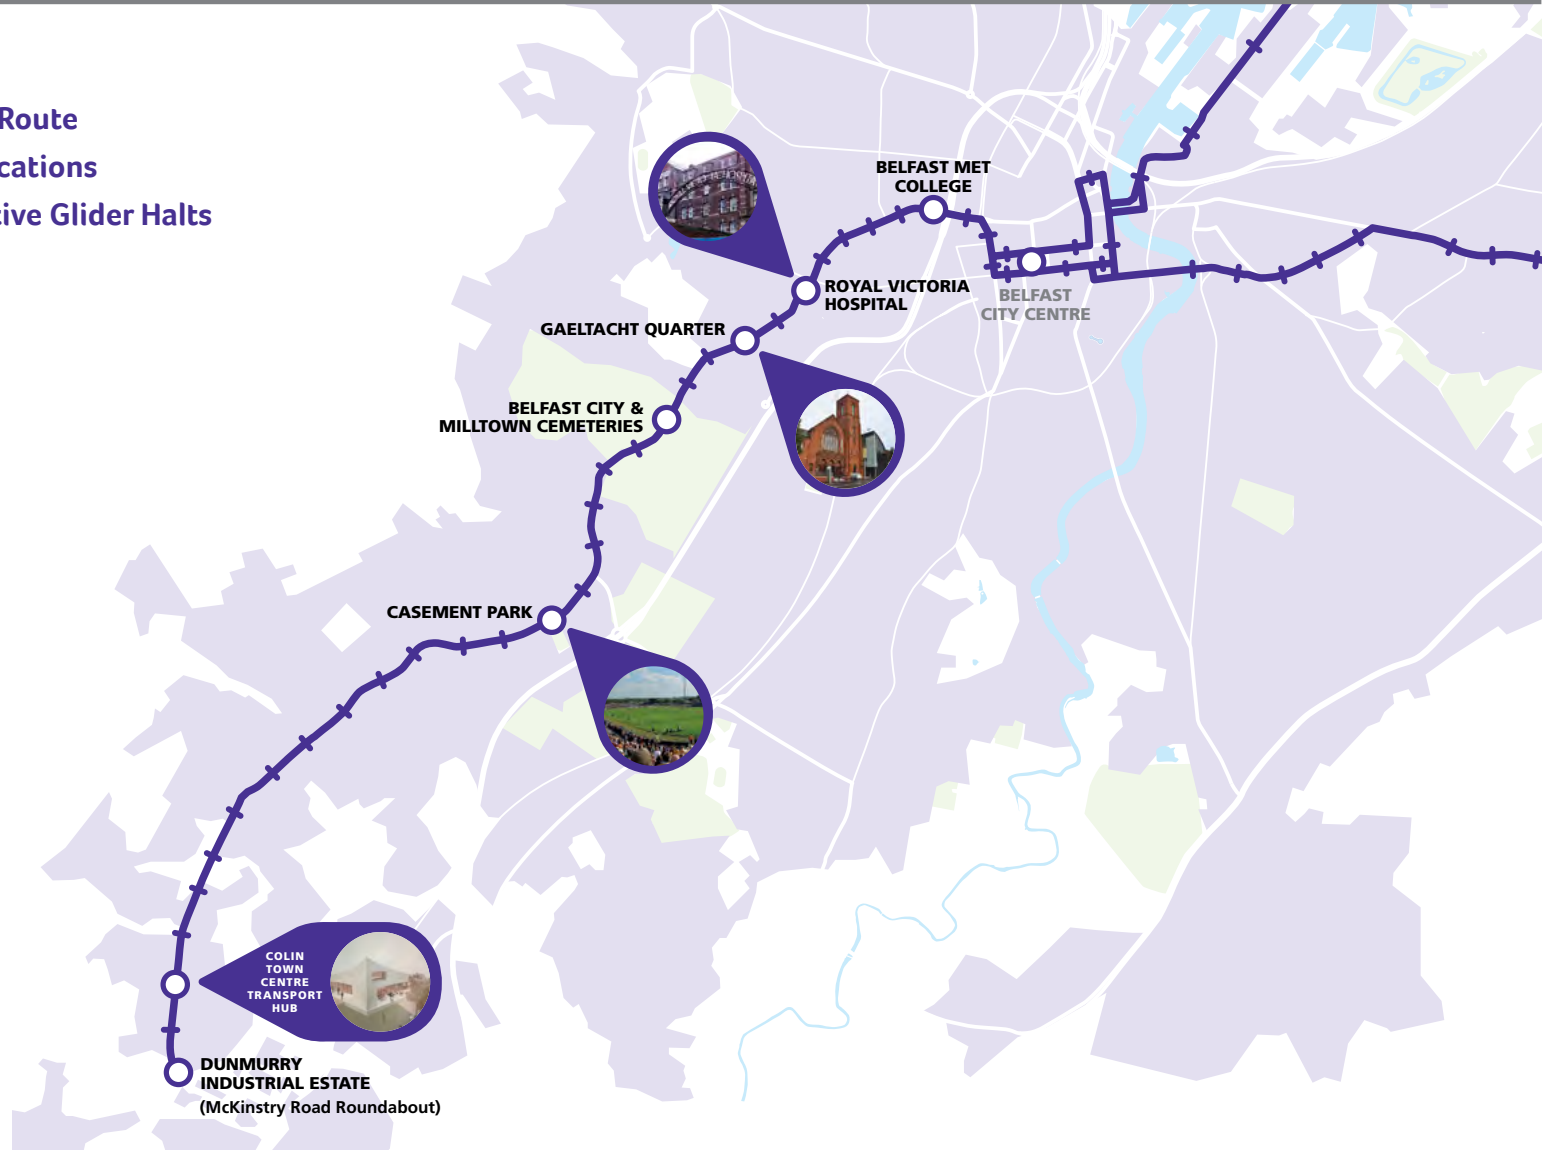 Route
cations
tive Glider Halts
BELFAST MET
COLLEGE
ROYAL VICTORIA
HOSPITAL
BELFAST
CITY CENTRE
GAELTACHT QUARTER
BELFAST CITY &
MILLTOWN CEMETERIES
CASEMENT PARK
COLIN
TOWN
CENTRE
TRANSPORT
HUB
DUNMURRY
INDUSTRIAL ESTATE
(McKinstry Road Roundabout)